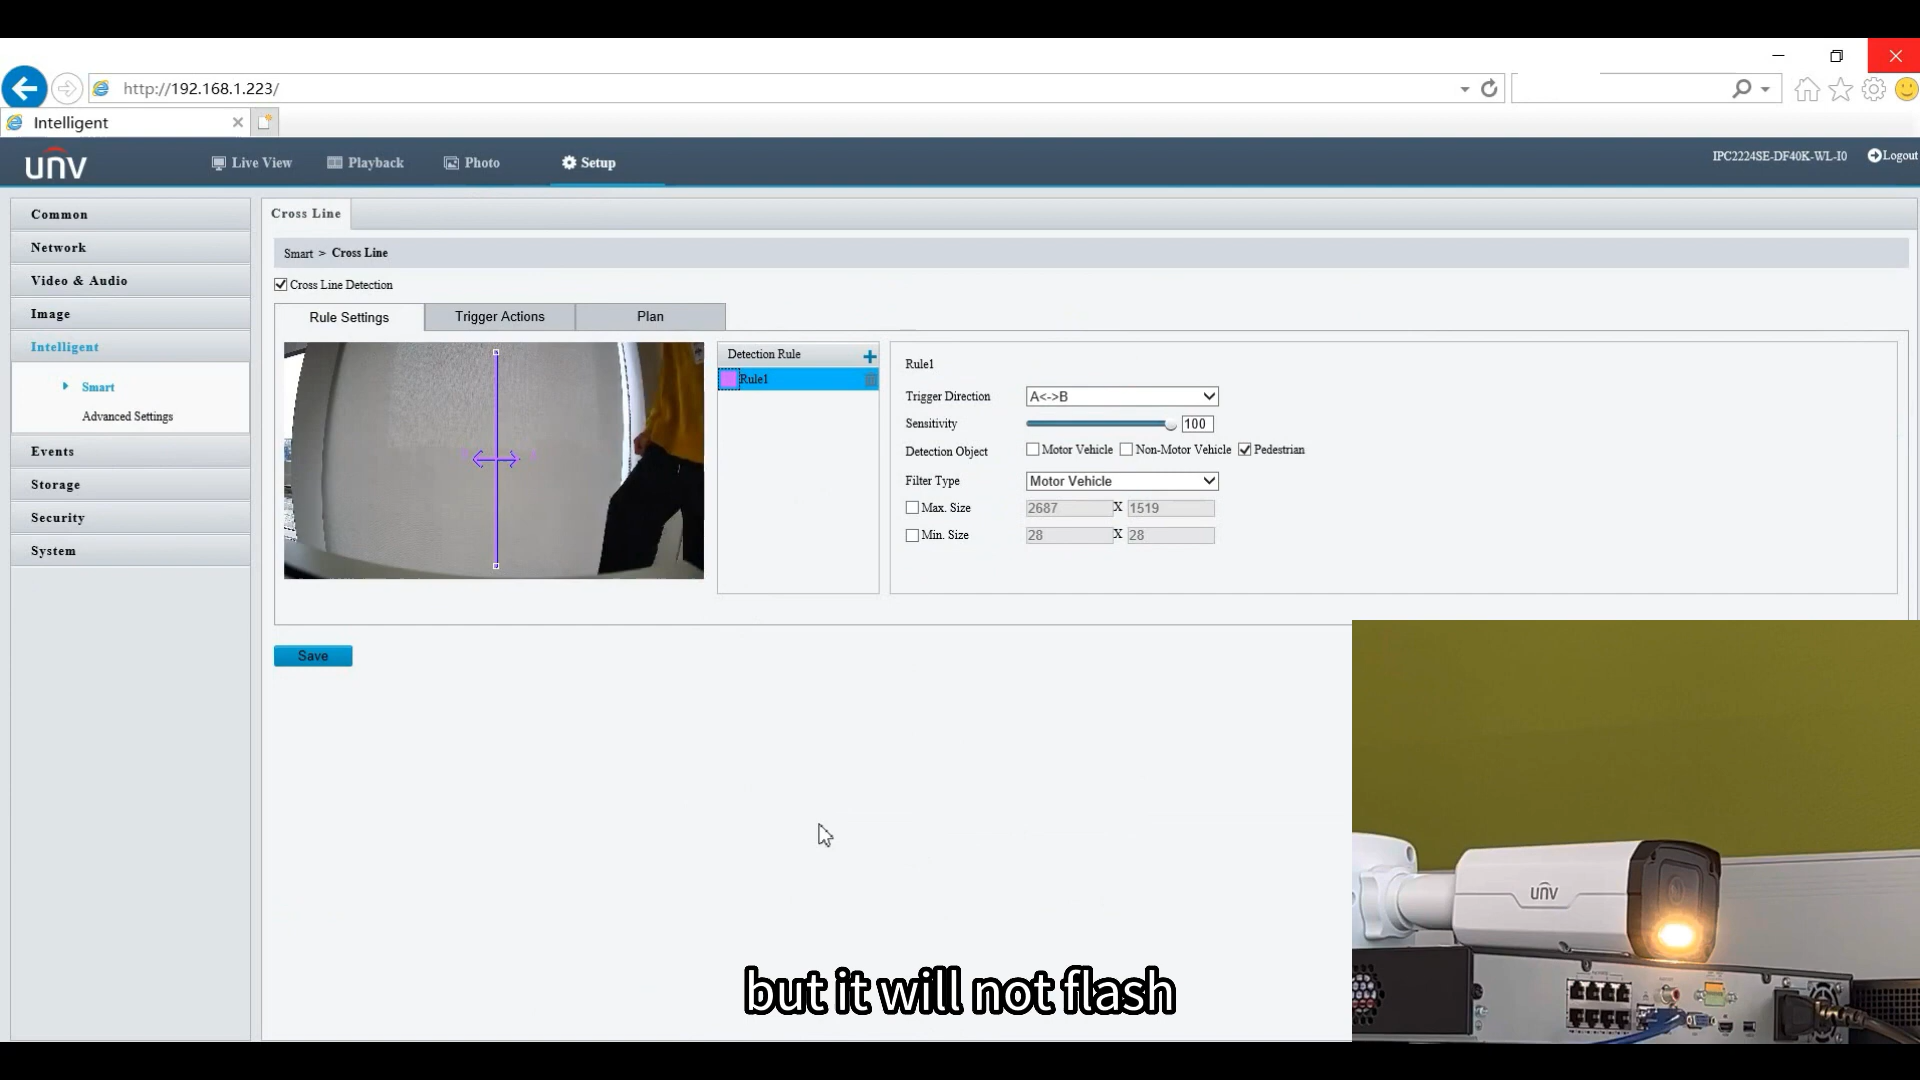 http://192.168.1.223/
Intelligent
unv
Live View
Playback
Photo
Setup
IPC2224SE-DF40K-WL-I0
Logout
Common
Network
Video & Audio
Image
Intelligent
Smart
Advanced Settings
Events
Storage
Security
System
Cross Line
Smart > Cross Line
Cross Line Detection
Rule Settings
Trigger Actions
Plan
Detection Rule
Rule1
Rule1
Trigger Direction A<->B
Sensitivity 100
Detection Object Motor Vehicle Non-Motor Vehicle Pedestrian
Filter Type Motor Vehicle
Max. Size 2687 X 1519
Min. Size 28 X 28
Save
unv
but it will not flash